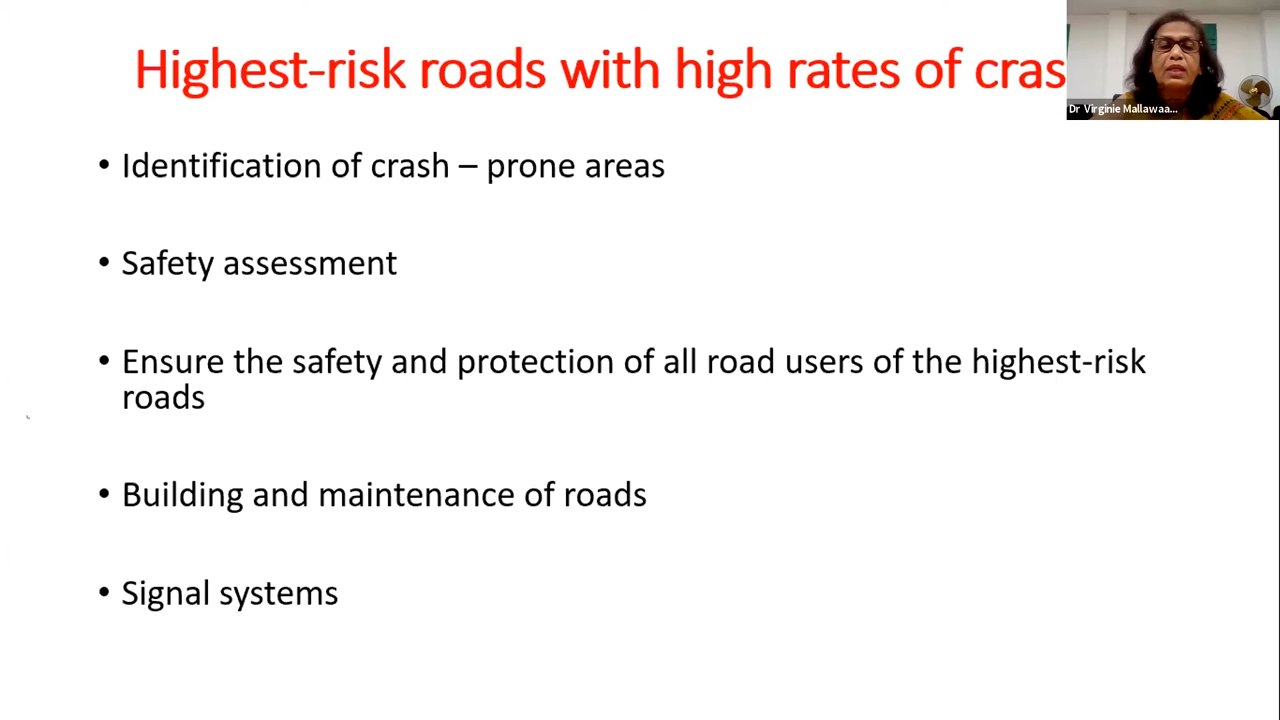 Highest-risk roads with high rates of cras
Dr Virginie Mallawaa...
• Identification of crash – prone areas
• Safety assessment
• Ensure the safety and protection of all road users of the highest-risk
roads
• Building and maintenance of roads
• Signal systems